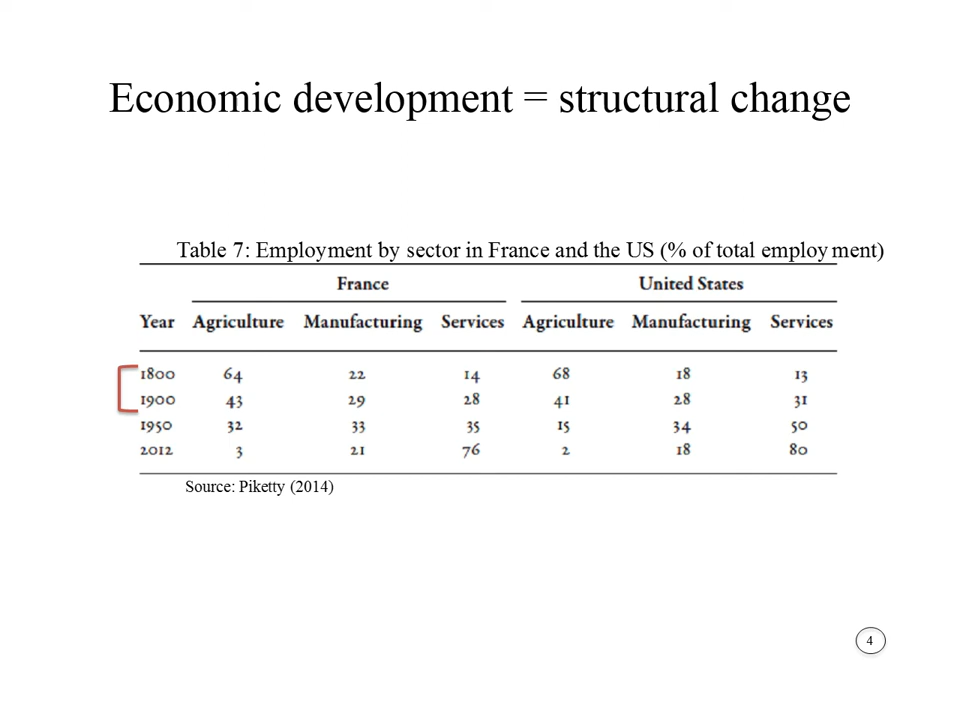 Economic development = structural change
Table 7: Employment by sector in France and the US (% of total employment)
France United States
Year Agriculture Manufacturing Services Agriculture Manufacturing Services
1800 64 22 14 68 18 13
1900 43 29 28 41 28 31
1950 32 33 35 15 34 50
2012 3 21 76 2 18 80
Source: Piketty (2014)
4